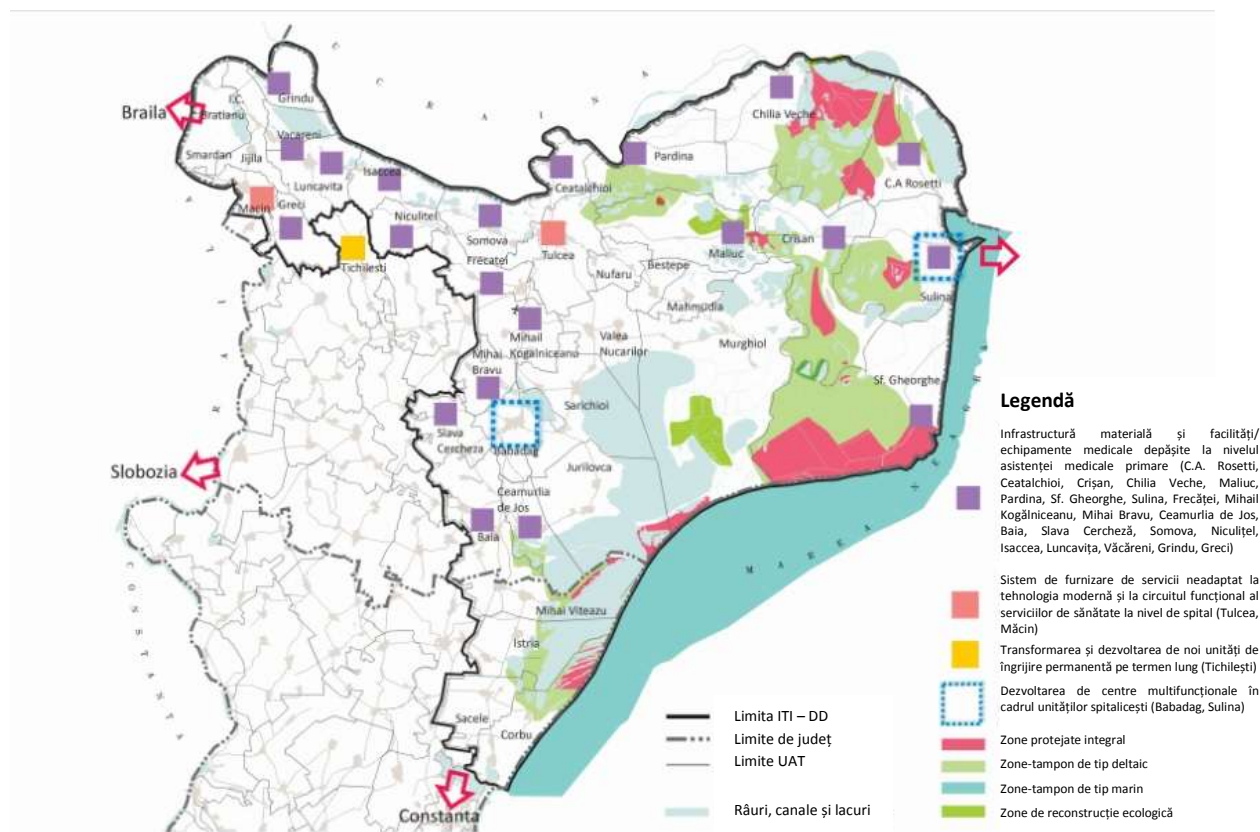 U C R A I N A
Braila
I.C.
Bratianu
Grindu
Vacareni
Smardan
Jijila
Luncavita
Isaccea
Macin
Greci
Niculitel
Tichilesti
Chilia Veche
Pardina
Ceatalchioi
C.A Rosetti
Somova
Tulcea
Maliuc
Crisan
Frecatei
Nufaru
Bestepe
Sulina
Mahmudia
Mihail
Kogalniceanu
Valea
Nucarilor
Murghiol
Mihai
Bravu
Sf. Gheorghe
Slava
Cercheza
Sarichioi
Babadag
Jurilovca
Slobozia
Ceamurlia
de Jos
Baia
MAREA NEAGRA
CONSTANTA
Mihai Viteazu
Istria
Sacele
Corbu
Constanța
Limita ITI – DD
Limite de județ
Limite UAT
Râuri, canale și lacuri
Legendă
Infrastructură materială și facilități/
echipamente medicale depășite la nivelul
asistenței medicale primare (C.A. Rosetti,
Ceatalchioi, Crișan, Chilia Veche, Maliuc,
Pardina, Sf. Gheorghe, Sulina, Frecăței, Mihail
Kogălniceanu, Mihai Bravu, Ceamurlia de Jos,
Baia, Slava Cercheză, Somova, Niculițel,
Isaccea, Luncavița, Văcăreni, Grindu, Greci)
Sistem de furnizare de servicii neadaptat la
tehnologia modernă și la circuitul funcțional al
serviciilor de sănătate la nivel de spital (Tulcea,
Măcin)
Transformarea și dezvoltarea de noi unități de
îngrijire permanentă pe termen lung (Tichilești)
Dezvoltarea de centre multifuncționale în
cadrul unităților spitalicești (Babadag, Sulina)
Zone protejate integral
Zone-tampon de tip deltaic
Zone-tampon de tip marin
Zone de reconstrucție ecologică